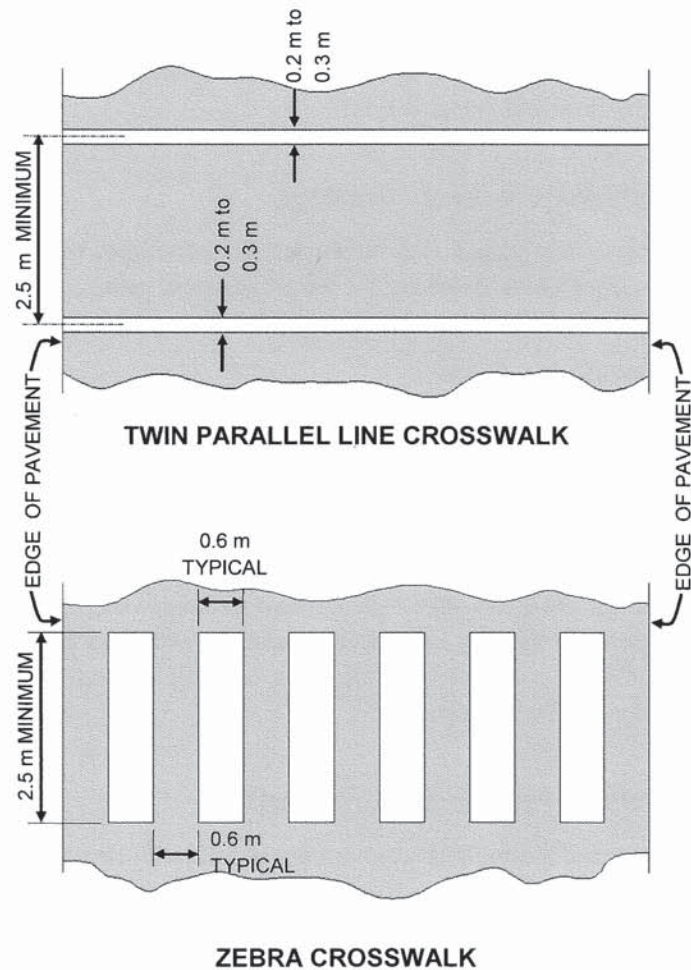 0.2 m to
0.3 m
2.5 m MINIMUM
0.2 m to
0.3 m
EDGE OF PAVEMENT
EDGE OF PAVEMENT
TWIN PARALLEL LINE CROSSWALK
0.6 m
TYPICAL
2.5 m MINIMUM
0.6 m
TYPICAL
ZEBRA CROSSWALK